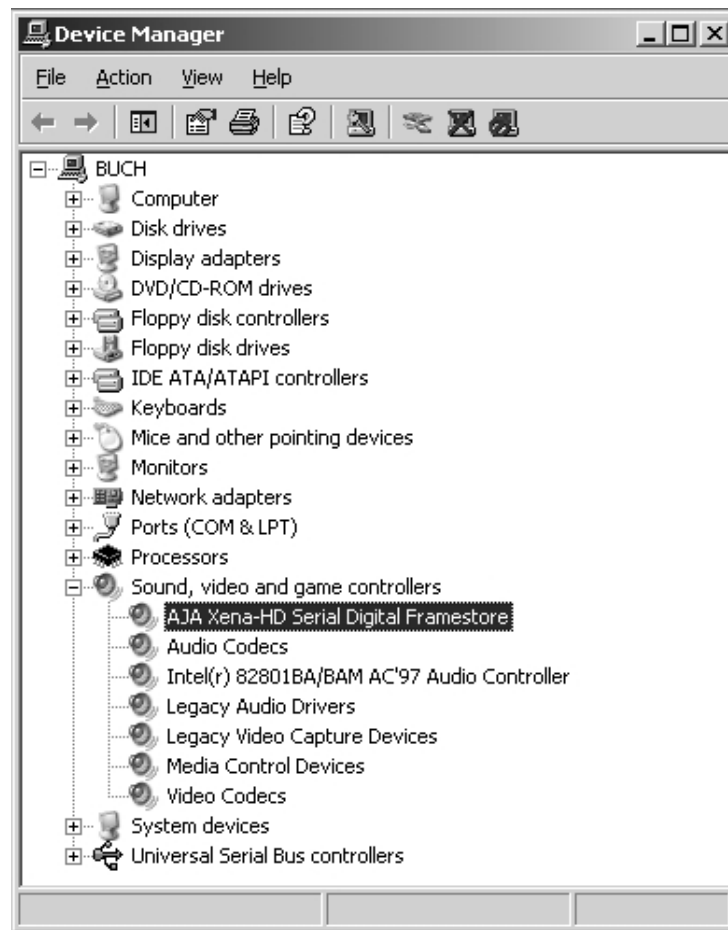 Device Manager
File Action View Help
BUCH
Computer
Disk drives
Display adapters
DVD/CD-ROM drives
Floppy disk controllers
Floppy disk drives
IDE ATA/ATAPI controllers
Keyboards
Mice and other pointing devices
Monitors
Network adapters
Ports (COM & LPT)
Processors
Sound, video and game controllers
AJA Xena-HD Serial Digital Framestore
Audio Codecs
Intel(r) 82801BA/BAM AC'97 Audio Controller
Legacy Audio Drivers
Legacy Video Capture Devices
Media Control Devices
Video Codecs
System devices
Universal Serial Bus controllers